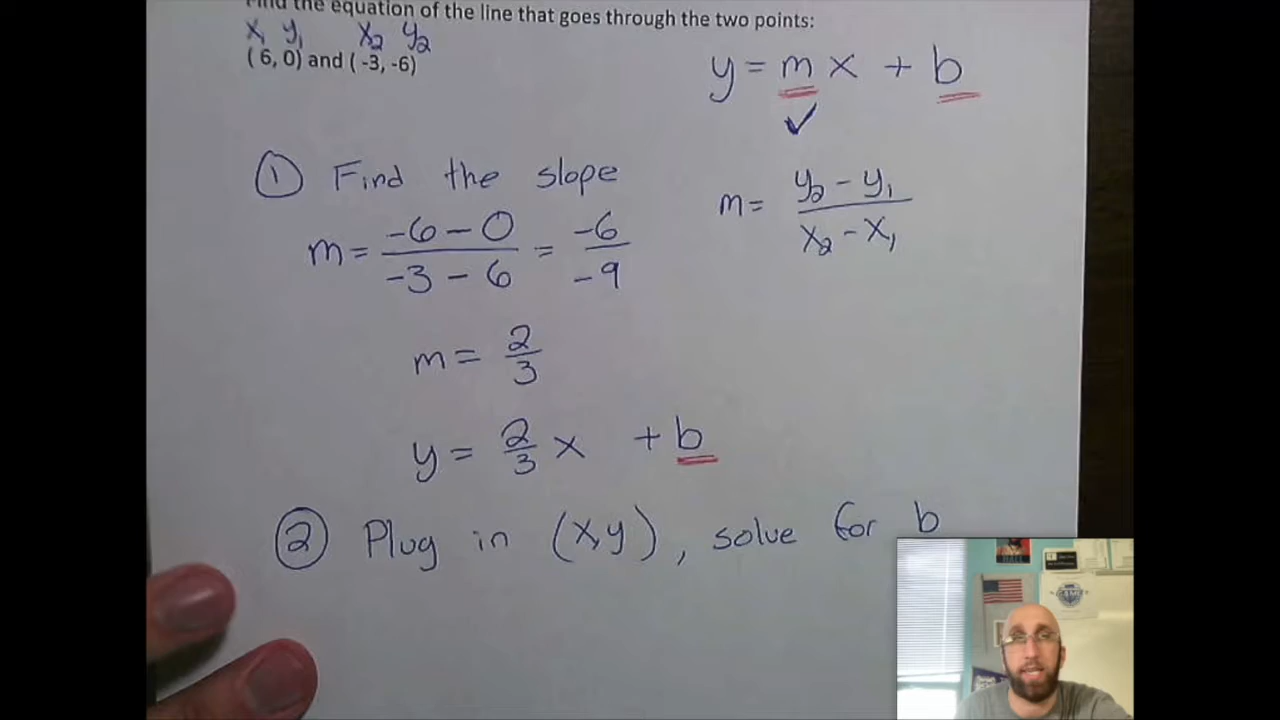 Find the equation of the line that goes through the two points:
x₁ y₁ x₂ y₂
( 6, 0) and ( -3, -6)
y = m x + b
✓
① Find the slope
m = (y₂ - y₁)/(x₂ - x₁)
m = (-6 - 0)/(-3 - 6) = -6/-9
m = 2/3
y = 2/3 x + b
② Plug in (x,y), solve for b